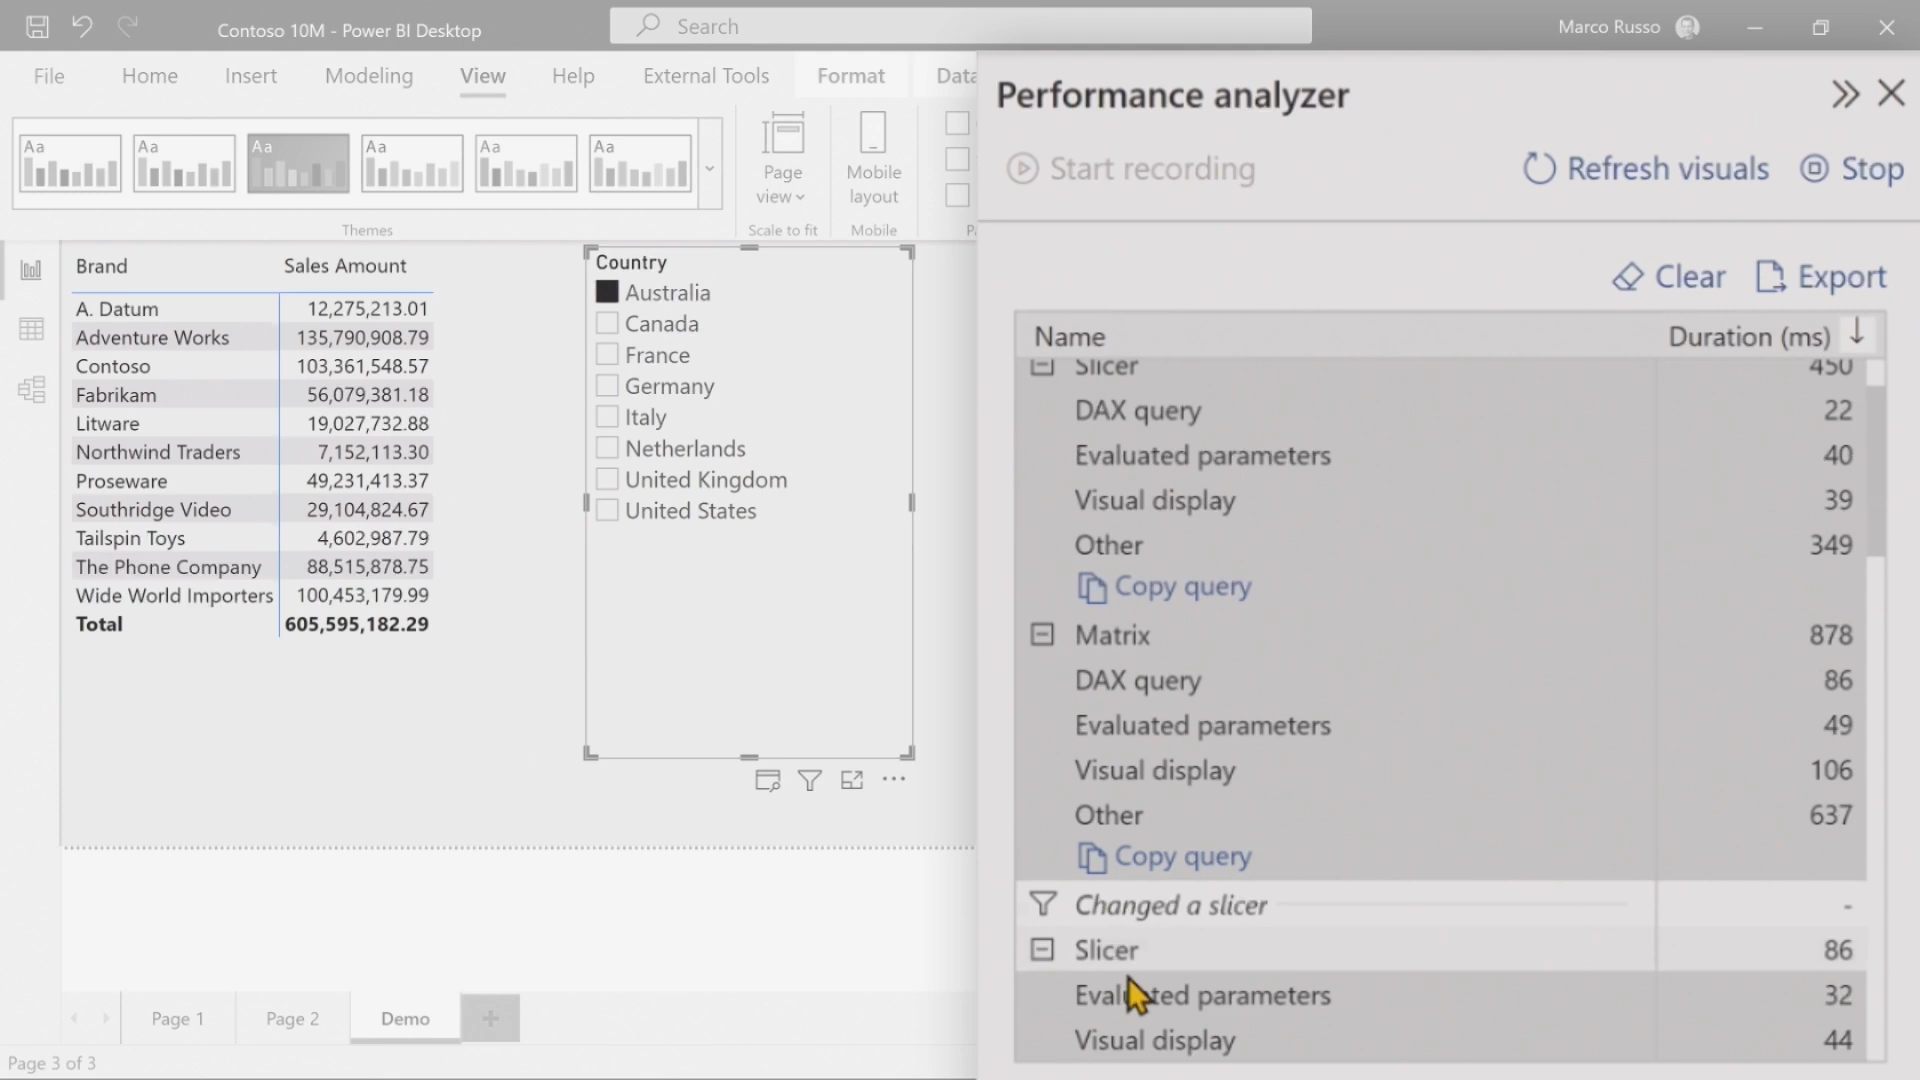 Contoso 10M - Power BI Desktop
Search
Marco Russo
File Home Insert Modeling View Help External Tools Format Data
Aa Aa Aa Aa Aa Aa
Page view
Mobile layout
Themes
Scale to fit
Mobile
Brand Sales Amount
A. Datum 12,275,213.01
Adventure Works 135,790,908.79
Contoso 103,361,548.57
Fabrikam 56,079,381.18
Litware 19,027,732.88
Northwind Traders 7,152,113.30
Proseware 49,231,413.37
Southridge Video 29,104,824.67
Tailspin Toys 4,602,987.79
The Phone Company 88,515,878.75
Wide World Importers 100,453,179.99
Total 605,595,182.29
Country
Australia
Canada
France
Germany
Italy
Netherlands
United Kingdom
United States
Page 1 Page 2 Demo +
Page 3 of 3
Performance analyzer
Start recording Refresh visuals Stop
Clear Export
Name Duration (ms)
Slicer 450
DAX query 22
Evaluated parameters 40
Visual display 39
Other 349
Copy query
Matrix 878
DAX query 86
Evaluated parameters 49
Visual display 106
Other 637
Copy query
Changed a slicer -
Slicer 86
Evaluated parameters 32
Visual display 44